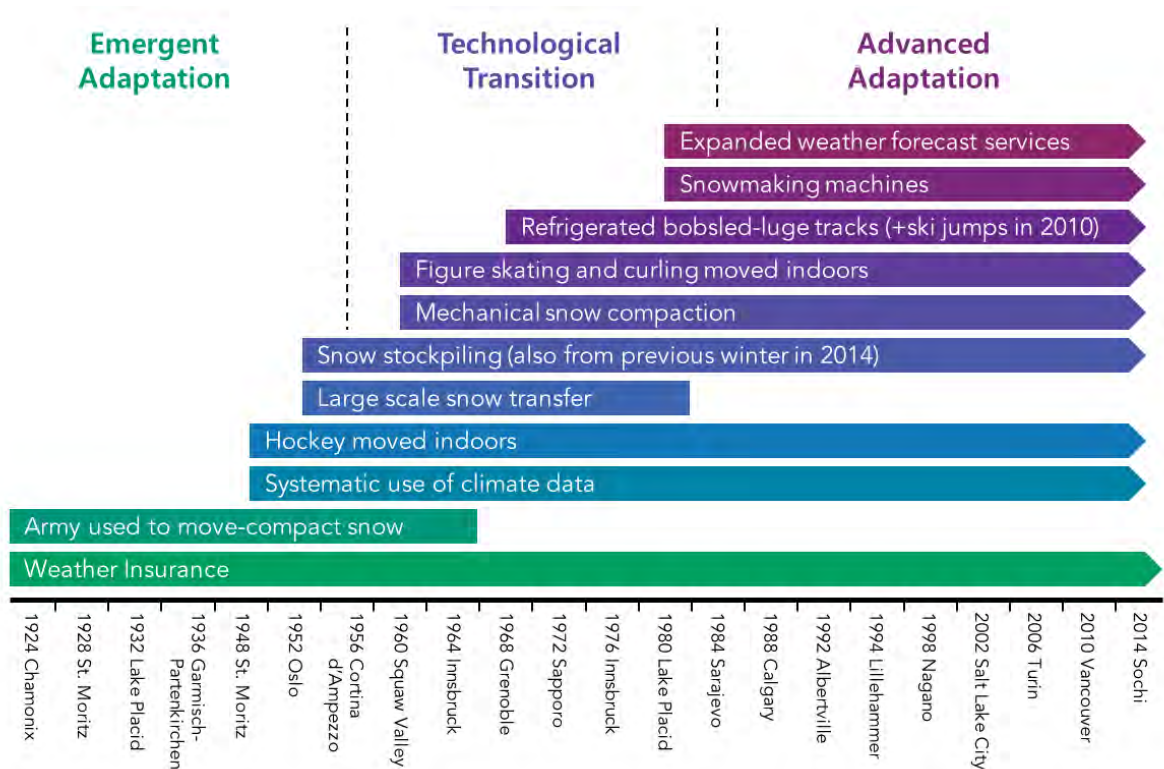 Emergent
Adaptation
Technological
Transition
Advanced
Adaptation
Expanded weather forecast services
Snowmaking machines
Refrigerated bobsled-luge tracks (+ski jumps in 2010)
Figure skating and curling moved indoors
Mechanical snow compaction
Snow stockpiling (also from previous winter in 2014)
Large scale snow transfer
Hockey moved indoors
Systematic use of climate data
Army used to move-compact snow
Weather Insurance
1924 Chamonix
1928 St. Moritz
1932 Lake Placid
1936 Garmisch-
Partenkirchen
1948 St. Moritz
1952 Oslo
1956 Cortina
d'Ampezzo
1960 Squaw Valley
1964 Innsbruck
1968 Grenoble
1972 Sapporo
1976 Innsbruck
1980 Lake Placid
1984 Sarajevo
1988 Calgary
1992 Albertville
1994 Lillehammer
1998 Nagano
2002 Salt Lake City
2006 Turin
2010 Vancouver
2014 Sochi